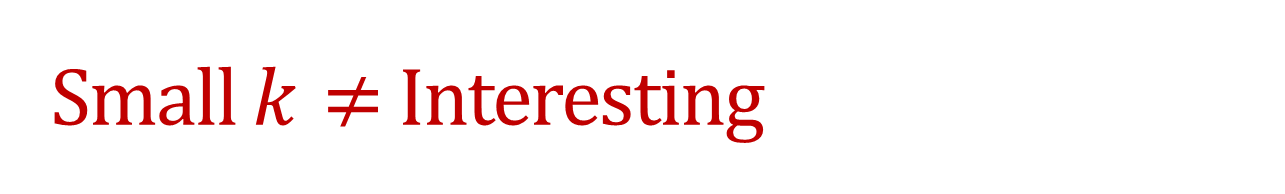 Small k ≠ Interesting